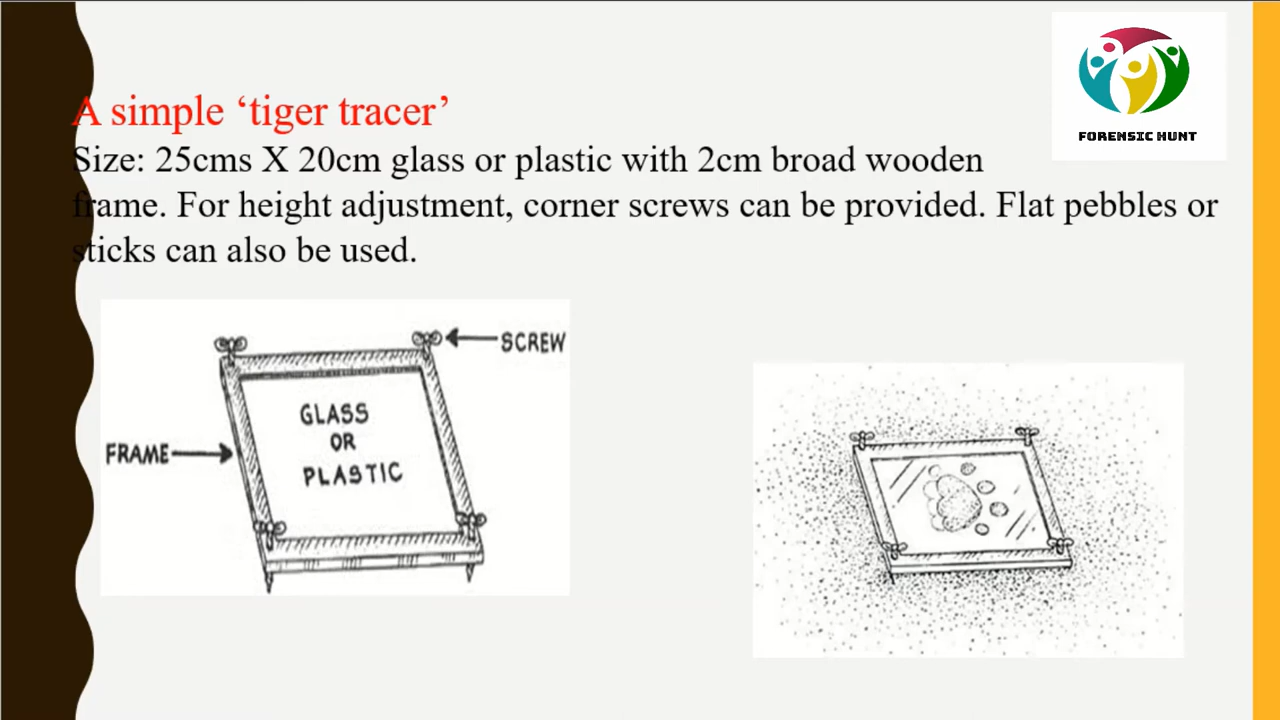 FORENSIC HUNT
A simple ‘tiger tracer’
Size: 25cms X 20cm glass or plastic with 2cm broad wooden
frame. For height adjustment, corner screws can be provided. Flat pebbles or
sticks can also be used.
SCREW
GLASS
OR
FRAME
PLASTIC